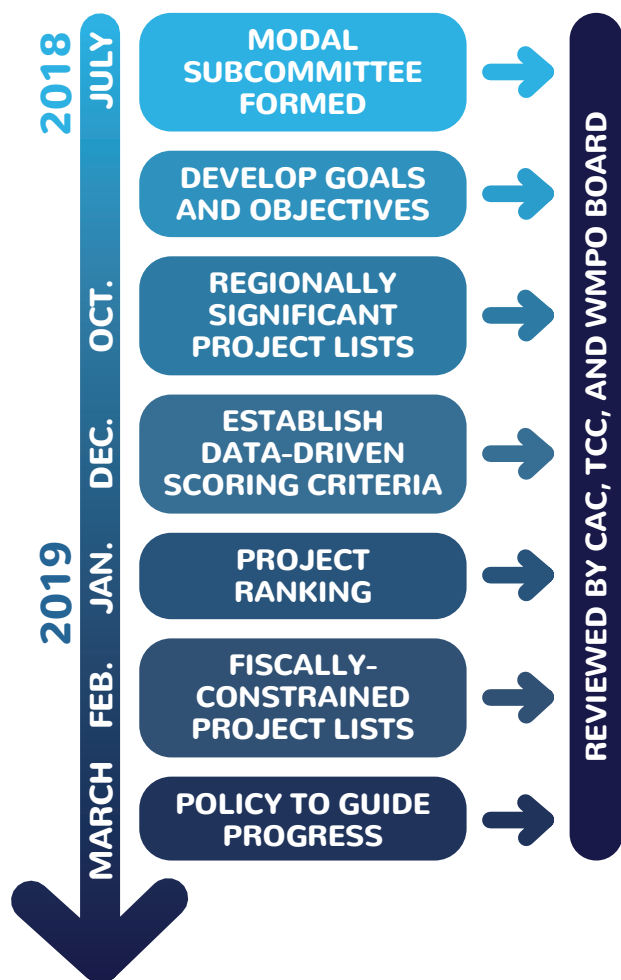 2018
JULY
MODAL
SUBCOMMITTEE
FORMED
DEVELOP GOALS
AND OBJECTIVES
OCT.
REGIONALLY
SIGNIFICANT
PROJECT LISTS
DEC.
ESTABLISH
DATA-DRIVEN
SCORING CRITERIA
2019
JAN.
PROJECT
RANKING
FEB.
FISCALLY-
CONSTRAINED
PROJECT LISTS
MARCH
POLICY TO GUIDE
PROGRESS
REVIEWED BY CAC, TCC, AND WMPO BOARD